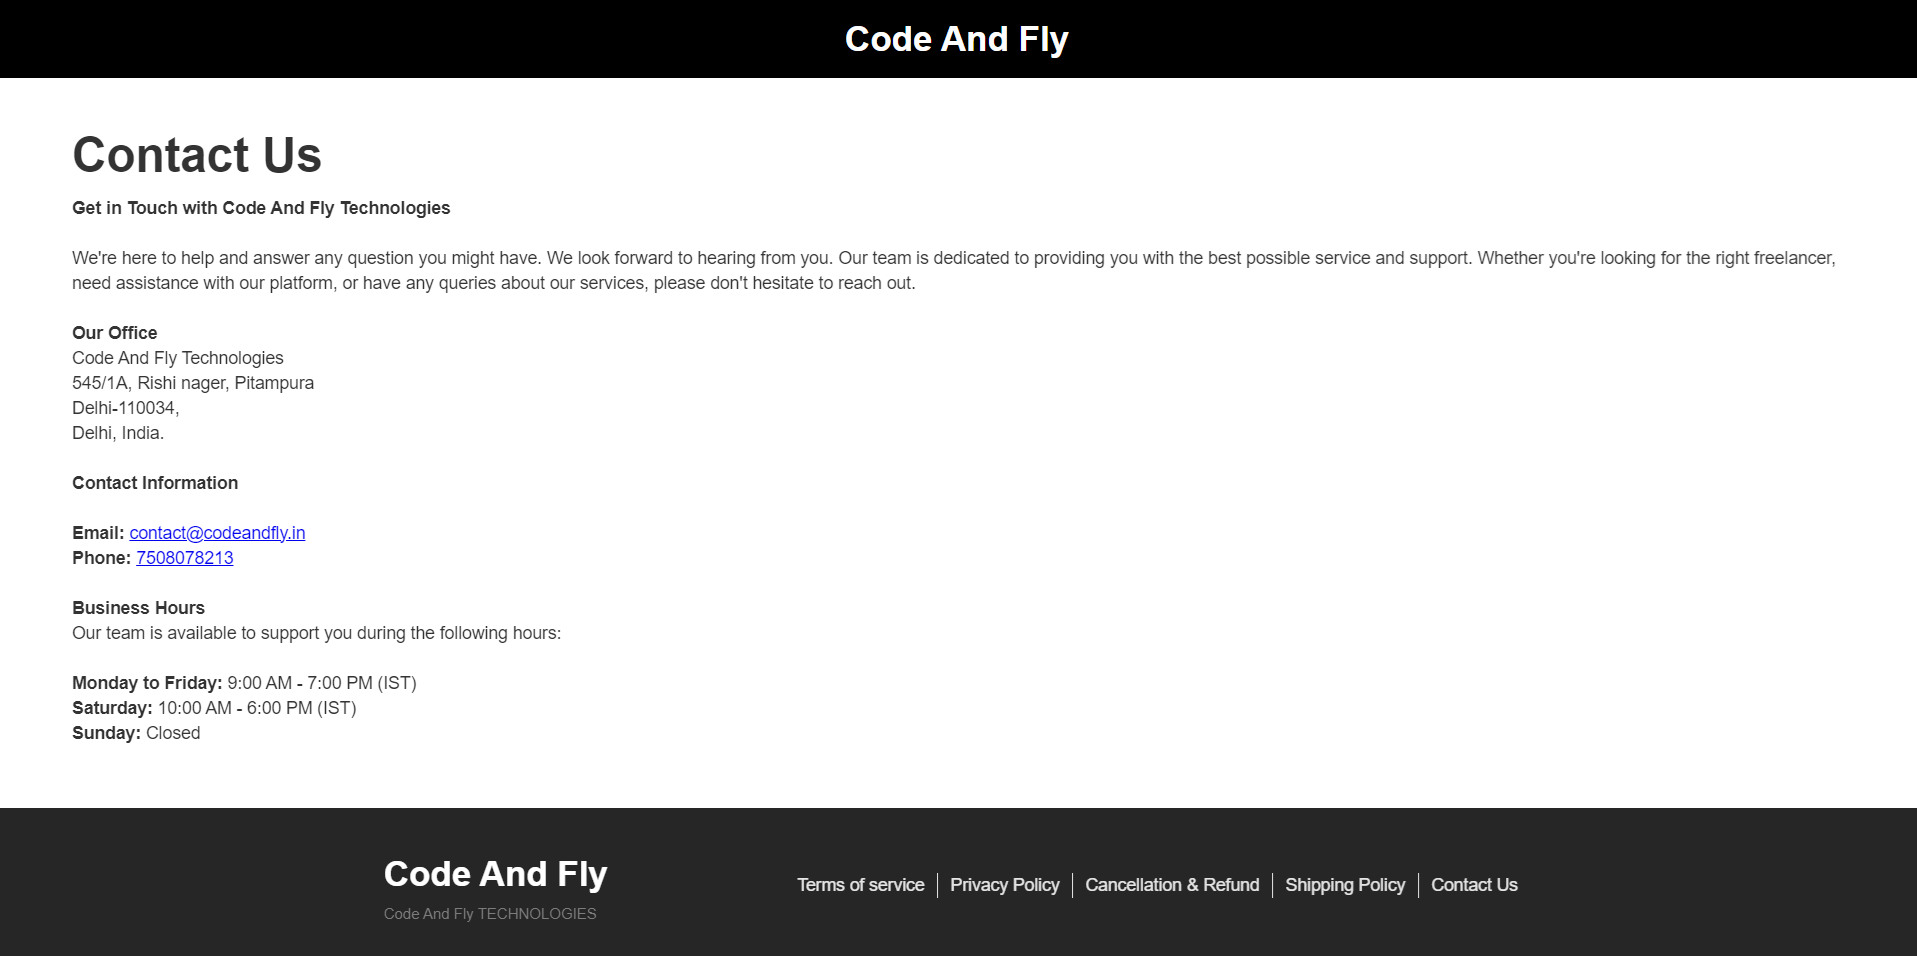 Code And Fly
Contact Us
Get in Touch with Code And Fly Technologies
We're here to help and answer any question you might have. We look forward to hearing from you. Our team is dedicated to providing you with the best possible service and support. Whether you're looking for the right freelancer,
need assistance with our platform, or have any queries about our services, please don't hesitate to reach out.
Our Office
Code And Fly Technologies
545/1A, Rishi nager, Pitampura
Delhi-110034,
Delhi, India.
Contact Information
Email: contact@codeandfly.in
Phone: 7508078213
Business Hours
Our team is available to support you during the following hours:
Monday to Friday: 9:00 AM - 7:00 PM (IST)
Saturday: 10:00 AM - 6:00 PM (IST)
Sunday: Closed
Code And Fly
Code And Fly TECHNOLOGIES
Terms of service
Privacy Policy
Cancellation & Refund
Shipping Policy
Contact Us